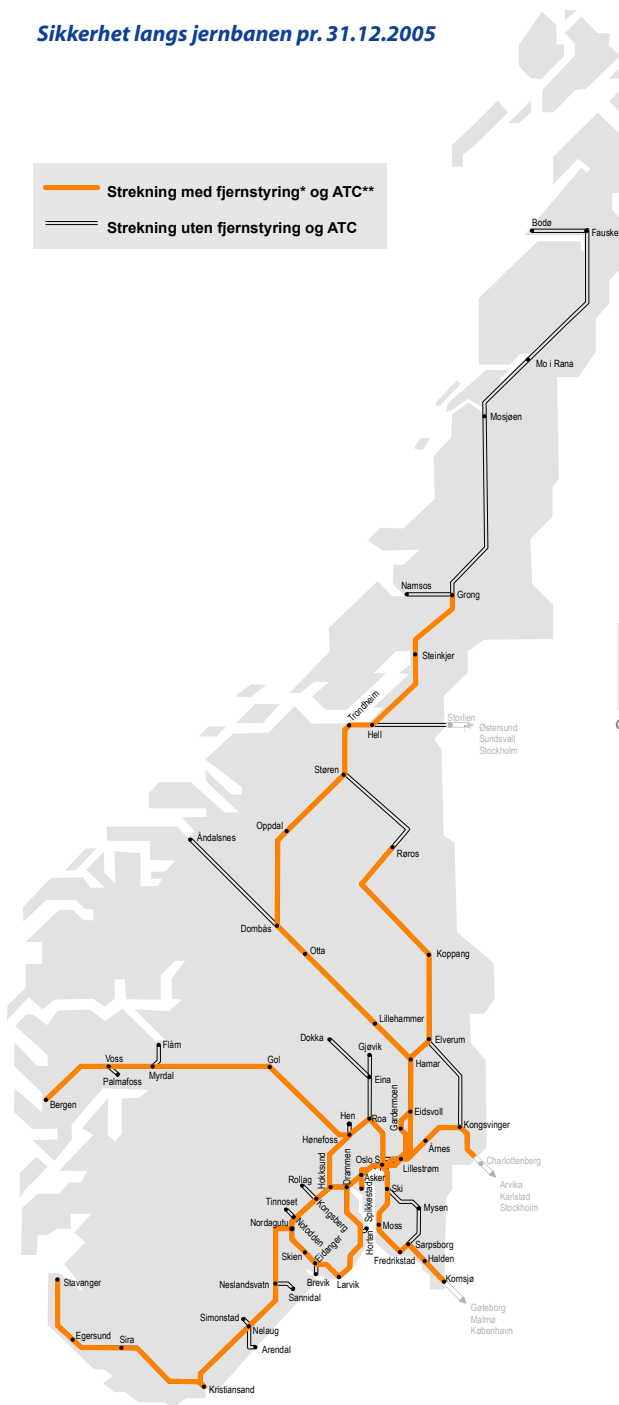 Sikkerhet langs jernbanen pr. 31.12.2005
Strekning med fjernstyring* og ATC**
Strekning uten fjernstyring og ATC
Bodø
Fauske
Mo i Rana
Mosjøen
Namsos
Grong
Steinkjer
Trondheim
Hell
Storlien
Østersund
Sundsvall
Stockholm
Støren
Oppdal
Åndalsnes
Røros
Dombås
Otta
Koppang
Lillehammer
Elverum
Dokka
Gjøvik
Flåm
Voss
Palmafoss
Myrdal
Gol
Eina
Hamar
Bergen
Gardermoen
Eidsvoll
Hen
Roa
Kongsvinger
Hønefoss
Årnes
Hokksund
Drammen
Oslo S
Lillestrøm
Charlottenberg
Arvika
Karlstad
Stockholm
Asker
Spikkestad
Ski
Rollag
Kongsberg
Mysen
Tinnoset
Notodden
Nordagutu
Moss
Horten
Sarpsborg
Skien
Eidanger
Fredrikstad
Halden
Brevik
Larvik
Kornsjø
Stavanger
Neslandsvatn
Sannidal
Gøteborg
Malmø
København
Simonstad
Nelaug
Egersund
Sira
Arendal
Kristiansand